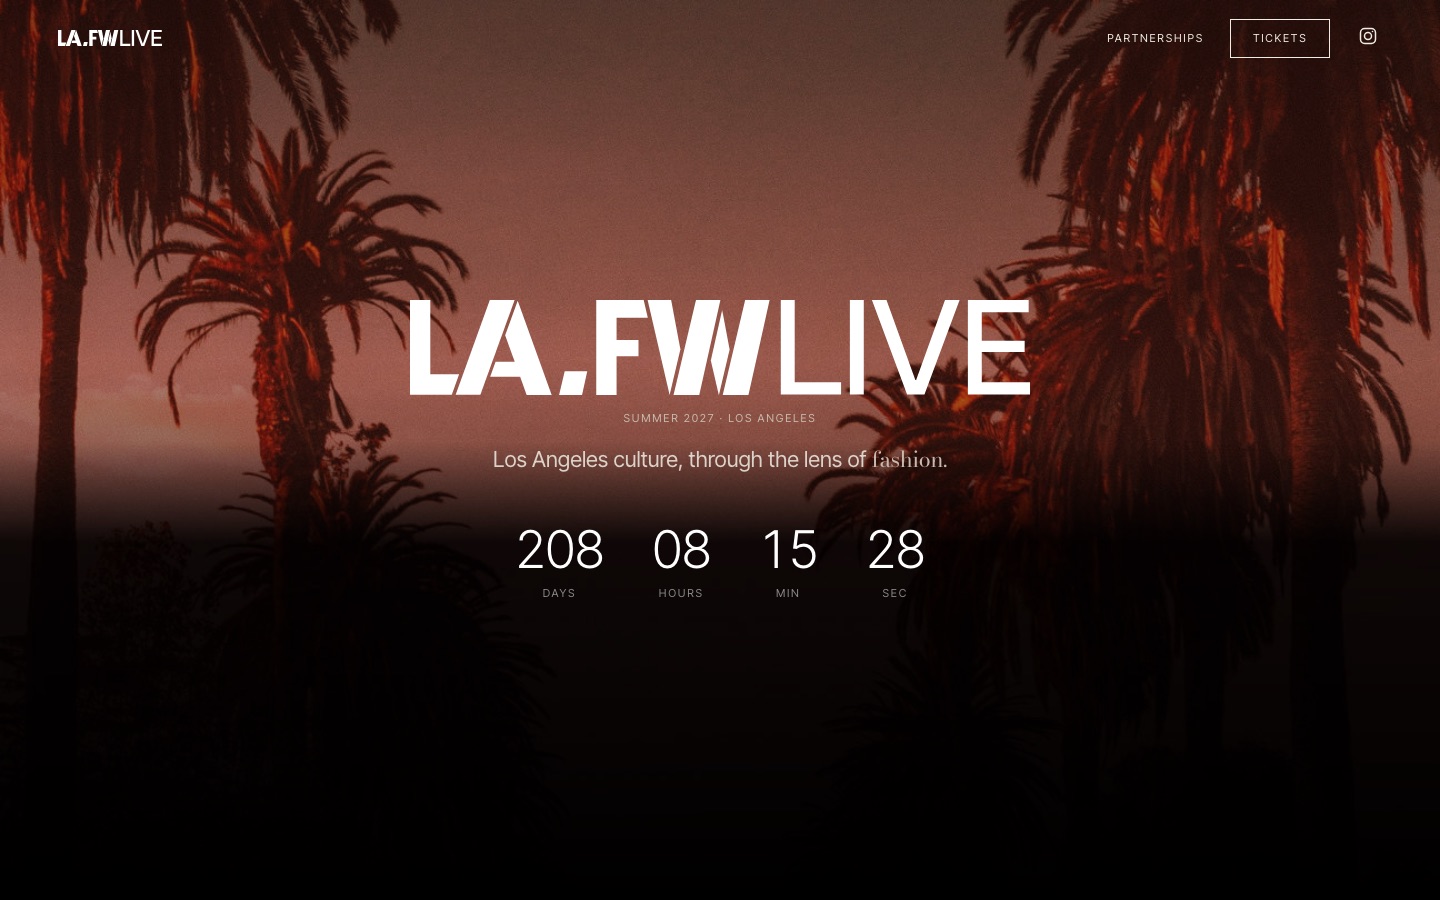 LA.FWLIVE
PARTNERSHIPS
TICKETS
LA.FWLIVE
SUMMER 2027 · LOS ANGELES
Los Angeles culture, through the lens of fashion.
208 08 15 28
DAYS HOURS MIN SEC